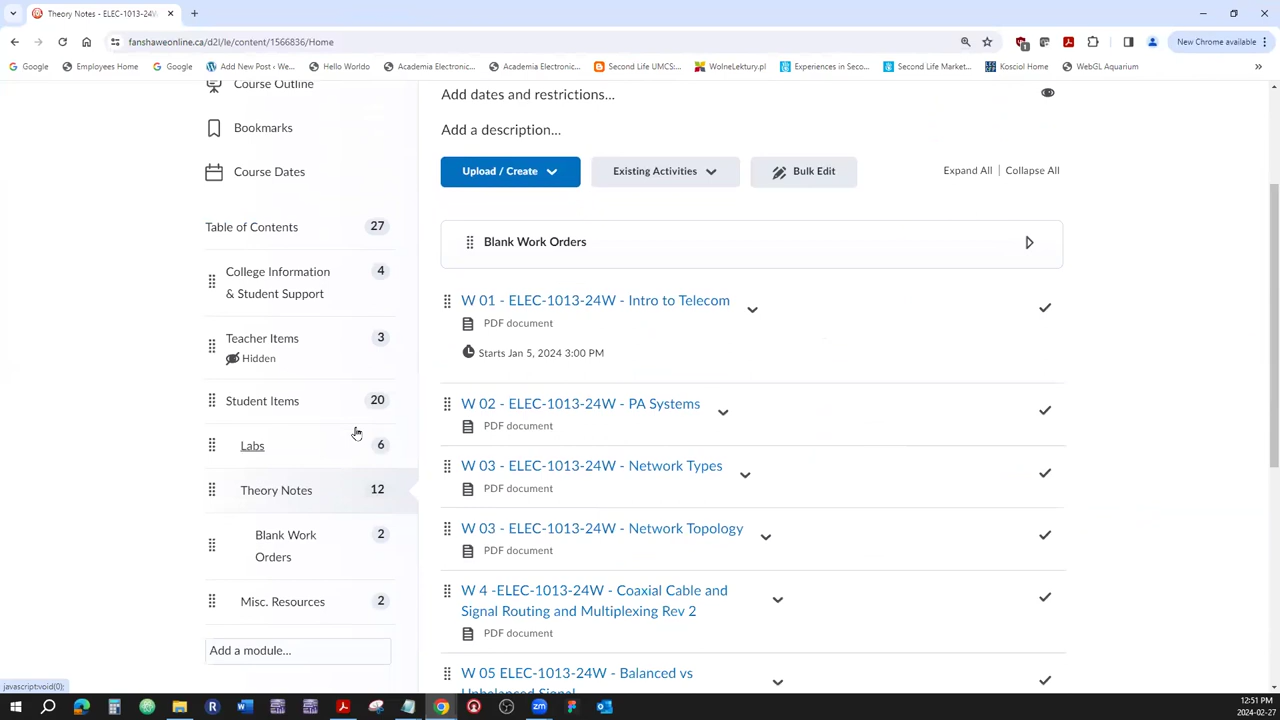 Theory Notes - ELEC-1013-24W
fanshaweonline.ca/d2l/le/content/1566836/Home
New Chrome available
Google
Employees Home
Google
Add New Post ‹ We...
Hello Worldo
Academia Electronic...
Academia Electronic...
Second Life UMCS:...
WolneLektury.pl
Experiences in Seco...
Second Life Market...
Kosciol Home
WebGL Aquarium
Course Outline
Bookmarks
Course Dates
Table of Contents 27
College Information 4
& Student Support
Teacher Items 3
Hidden
Student Items 20
Labs 6
Theory Notes 12
Blank Work 2
Orders
Misc. Resources 2
Add a module...
Add dates and restrictions...
Add a description...
Upload / Create
Existing Activities
Bulk Edit
Expand All | Collapse All
Blank Work Orders
W 01 - ELEC-1013-24W - Intro to Telecom
PDF document
Starts Jan 5, 2024 3:00 PM
W 02 - ELEC-1013-24W - PA Systems
PDF document
W 03 - ELEC-1013-24W - Network Types
PDF document
W 03 - ELEC-1013-24W - Network Topology
PDF document
W 4 -ELEC-1013-24W - Coaxial Cable and
Signal Routing and Multiplexing Rev 2
PDF document
W 05 ELEC-1013-24W - Balanced vs
Unbalanced Signal
javascript:void(0);
12:51 PM
2024-02-27